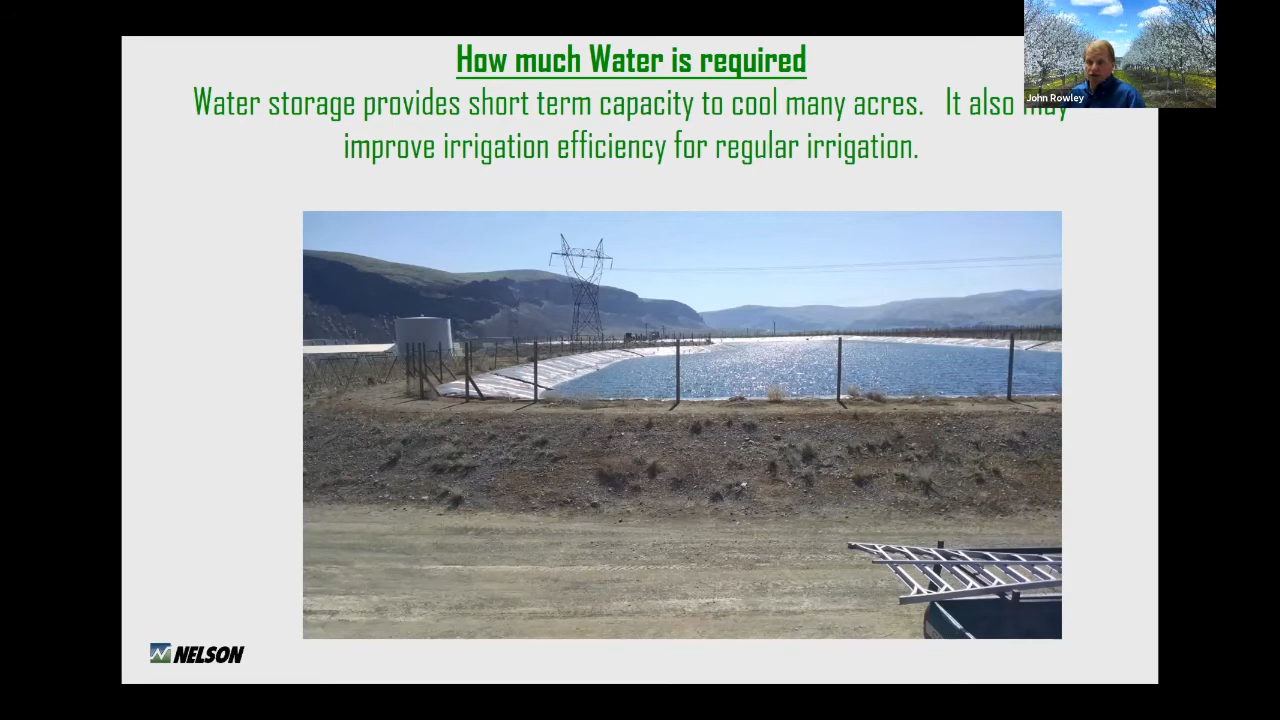 How much Water is required
Water storage provides short term capacity to cool many acres. It also may
improve irrigation efficiency for regular irrigation.
John Rowley
NELSON